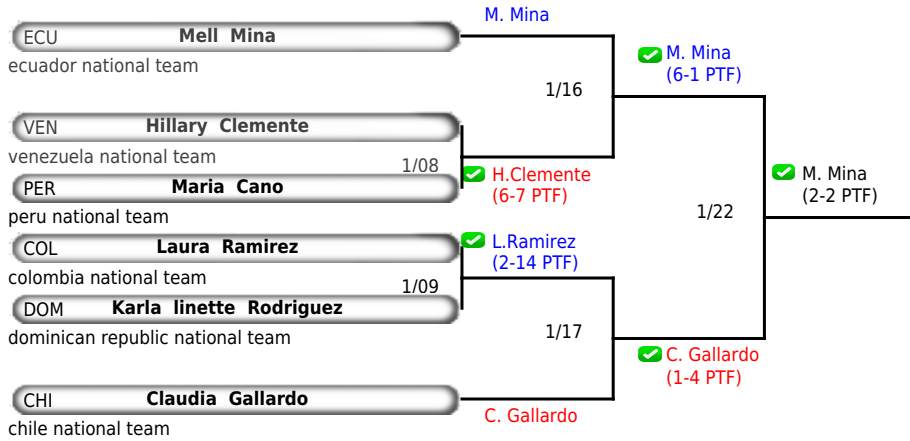 M. Mina
ECU Mell Mina
ecuador national team
M. Mina
(6-1 PTF)
1/16
VEN Hillary Clemente
venezuela national team
1/08
H.Clemente
(6-7 PTF)
PER Maria Cano
peru national team
M. Mina
(2-2 PTF)
1/22
COL Laura Ramirez
colombia national team
L.Ramirez
(2-14 PTF)
1/09
DOM Karla linette Rodriguez
dominican republic national team
1/17
C. Gallardo
(1-4 PTF)
CHI Claudia Gallardo
chile national team
C. Gallardo